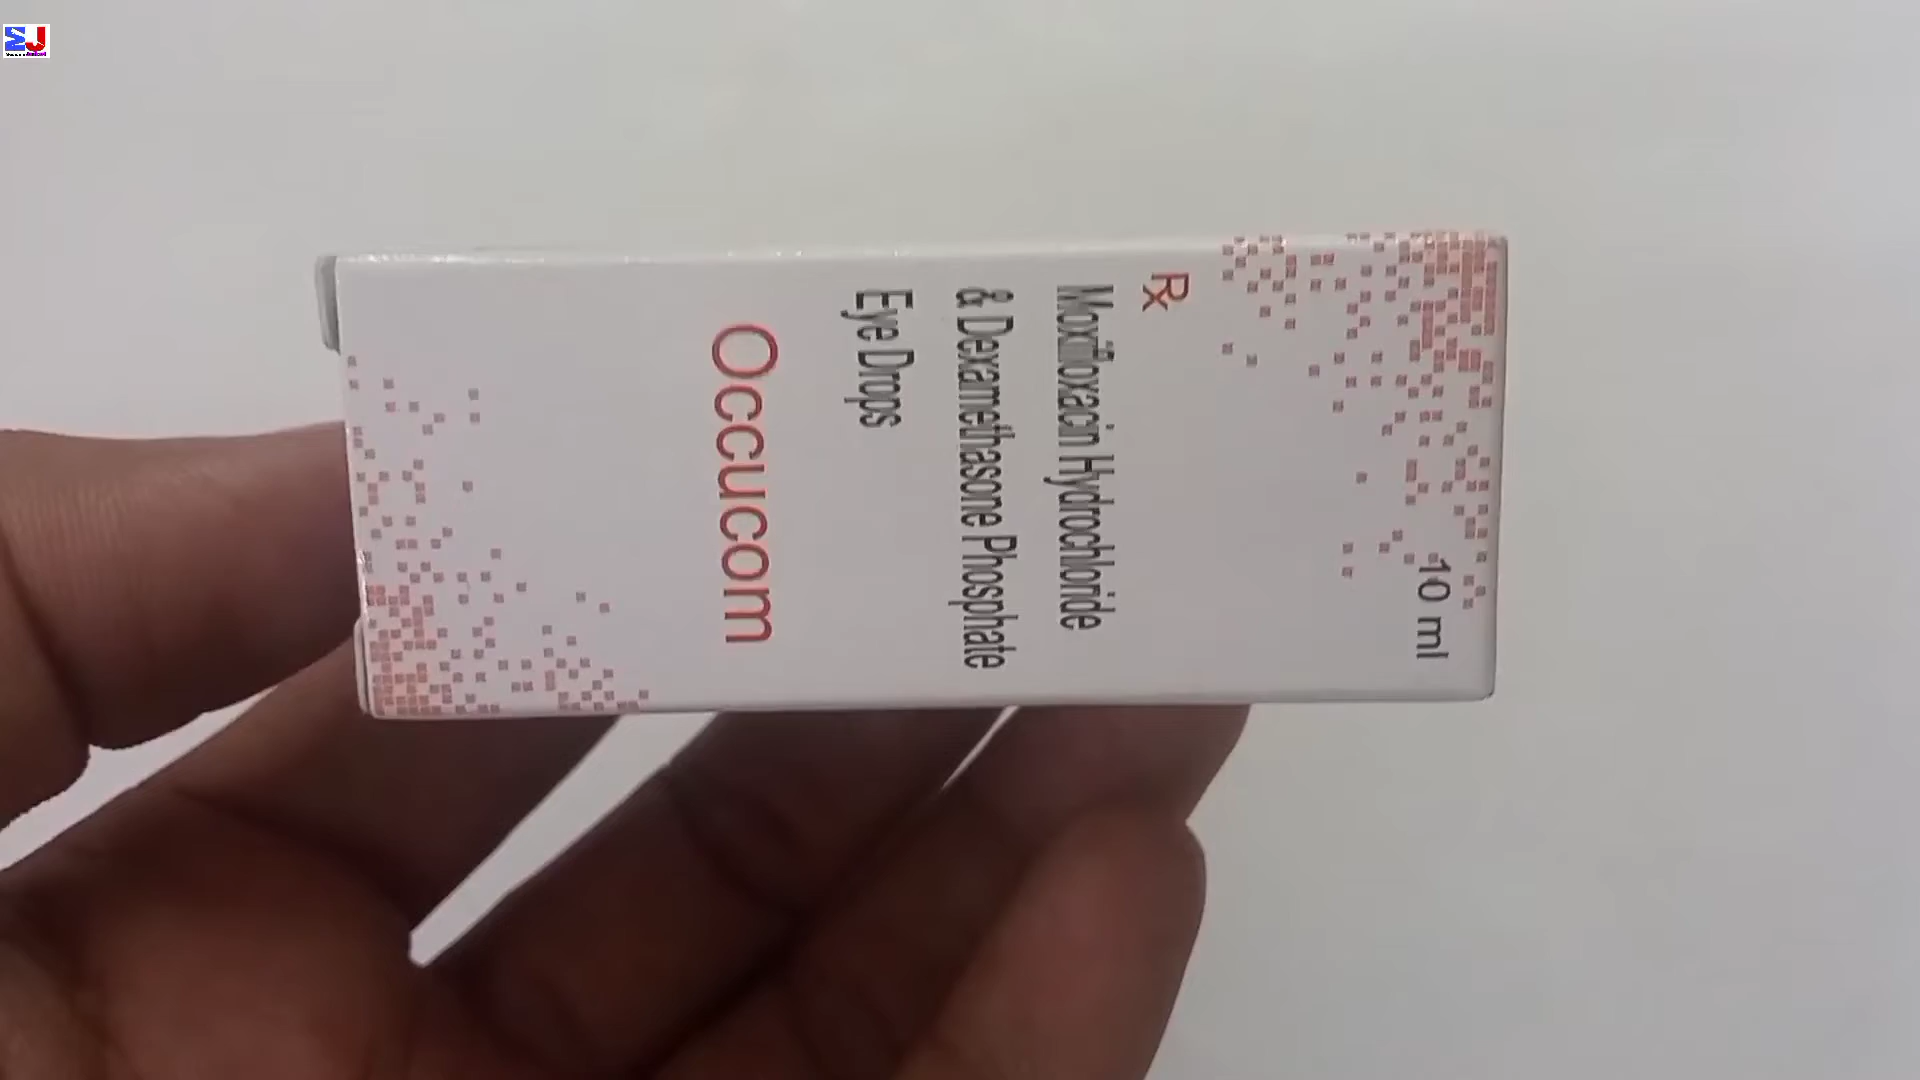 10 ml
Rx
Moxifloxacin Hydrochloride
& Dexamethasone Phosphate
Eye Drops
Occucom